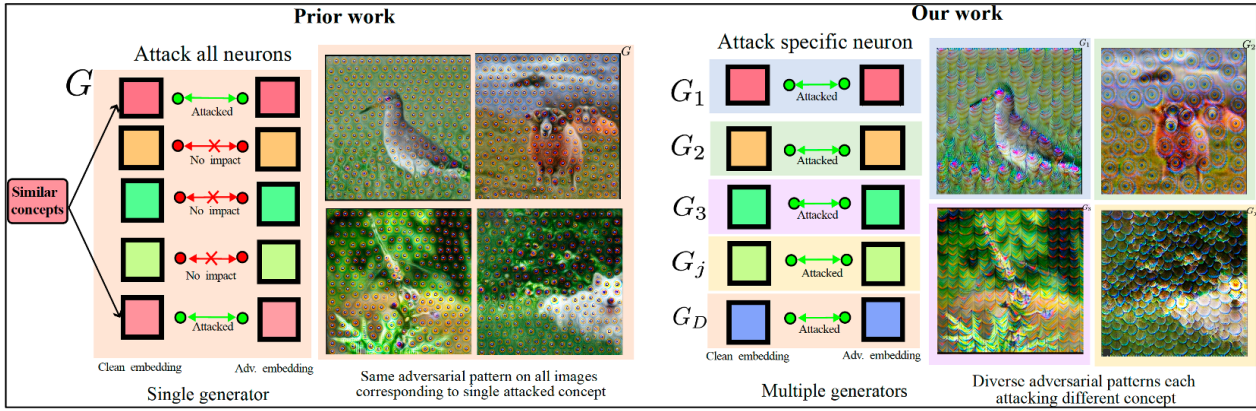 Prior work
Attack all neurons
G
Attacked
No impact
No impact
No impact
Attacked
Similar
concepts
Clean embedding
Adv. embedding
Single generator
G
Same adversarial pattern on all images
corresponding to single attacked concept
Our work
Attack specific neuron
G1
Attacked
G2
Attacked
G3
Attacked
Gj
Attacked
GD
Attacked
Clean embedding
Adv. embedding
Multiple generators
G1
G2
G3
Diverse adversarial patterns each
attacking different concept